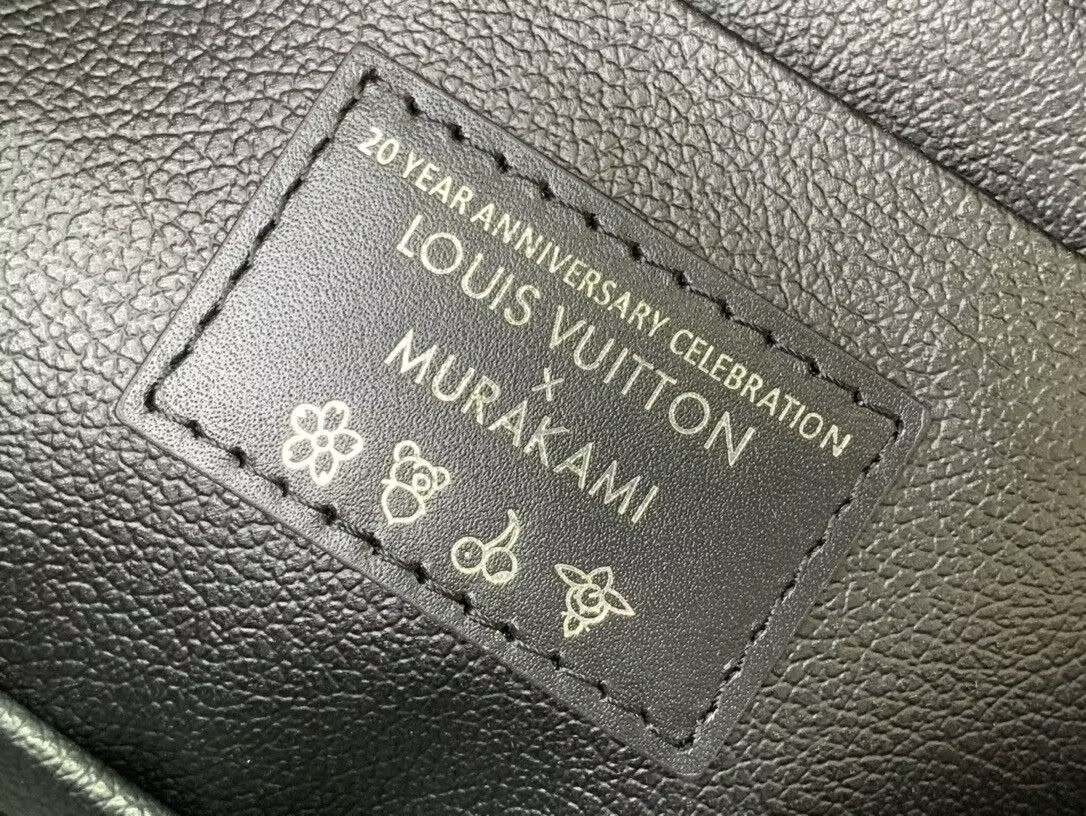 20 YEAR ANNIVERSARY CELEBRATION
LOUIS VUITTON
x
MURAKAMI